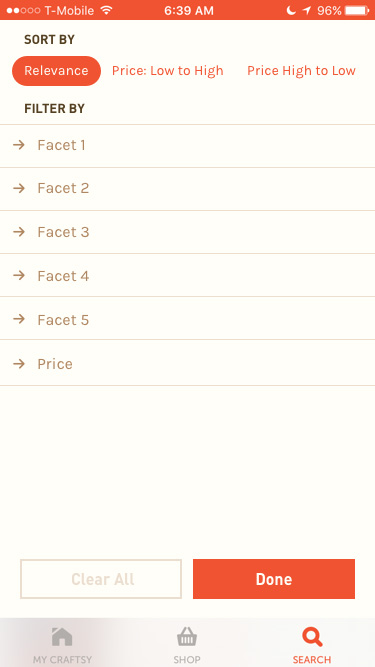 T-Mobile 6:39 AM 96%
SORT BY
Relevance Price: Low to High Price High to Low
FILTER BY
Facet 1
Facet 2
Facet 3
Facet 4
Facet 5
Price
Clear All Done
MY CRAFTSY SHOP SEARCH